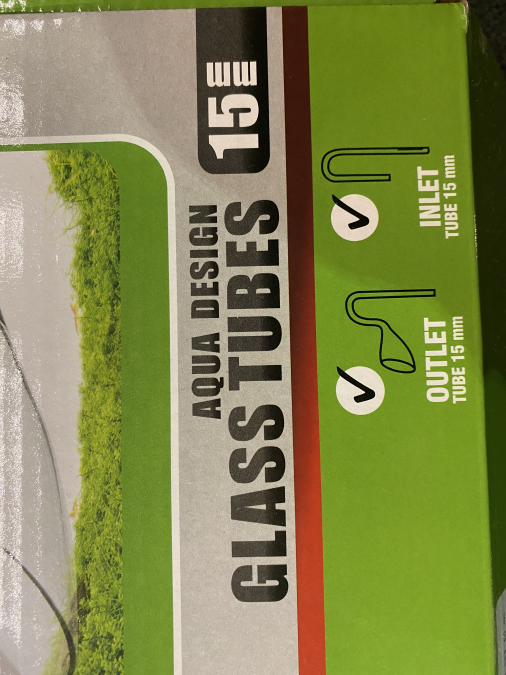 AQUA DESIGN
GLASS TUBES
15mm
INLET
TUBE 15 mm
OUTLET
TUBE 15 mm